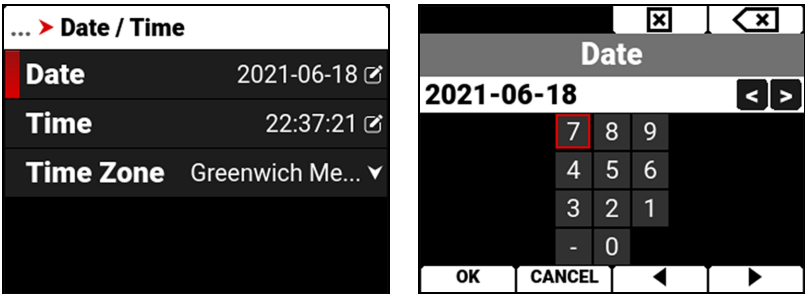 ... > Date / Time
Date 2021-06-18
Time 22:37:21
Time Zone Greenwich Me...
Date
2021-06-18 < >
7 8 9
4 5 6
3 2 1
- 0
OK CANCEL